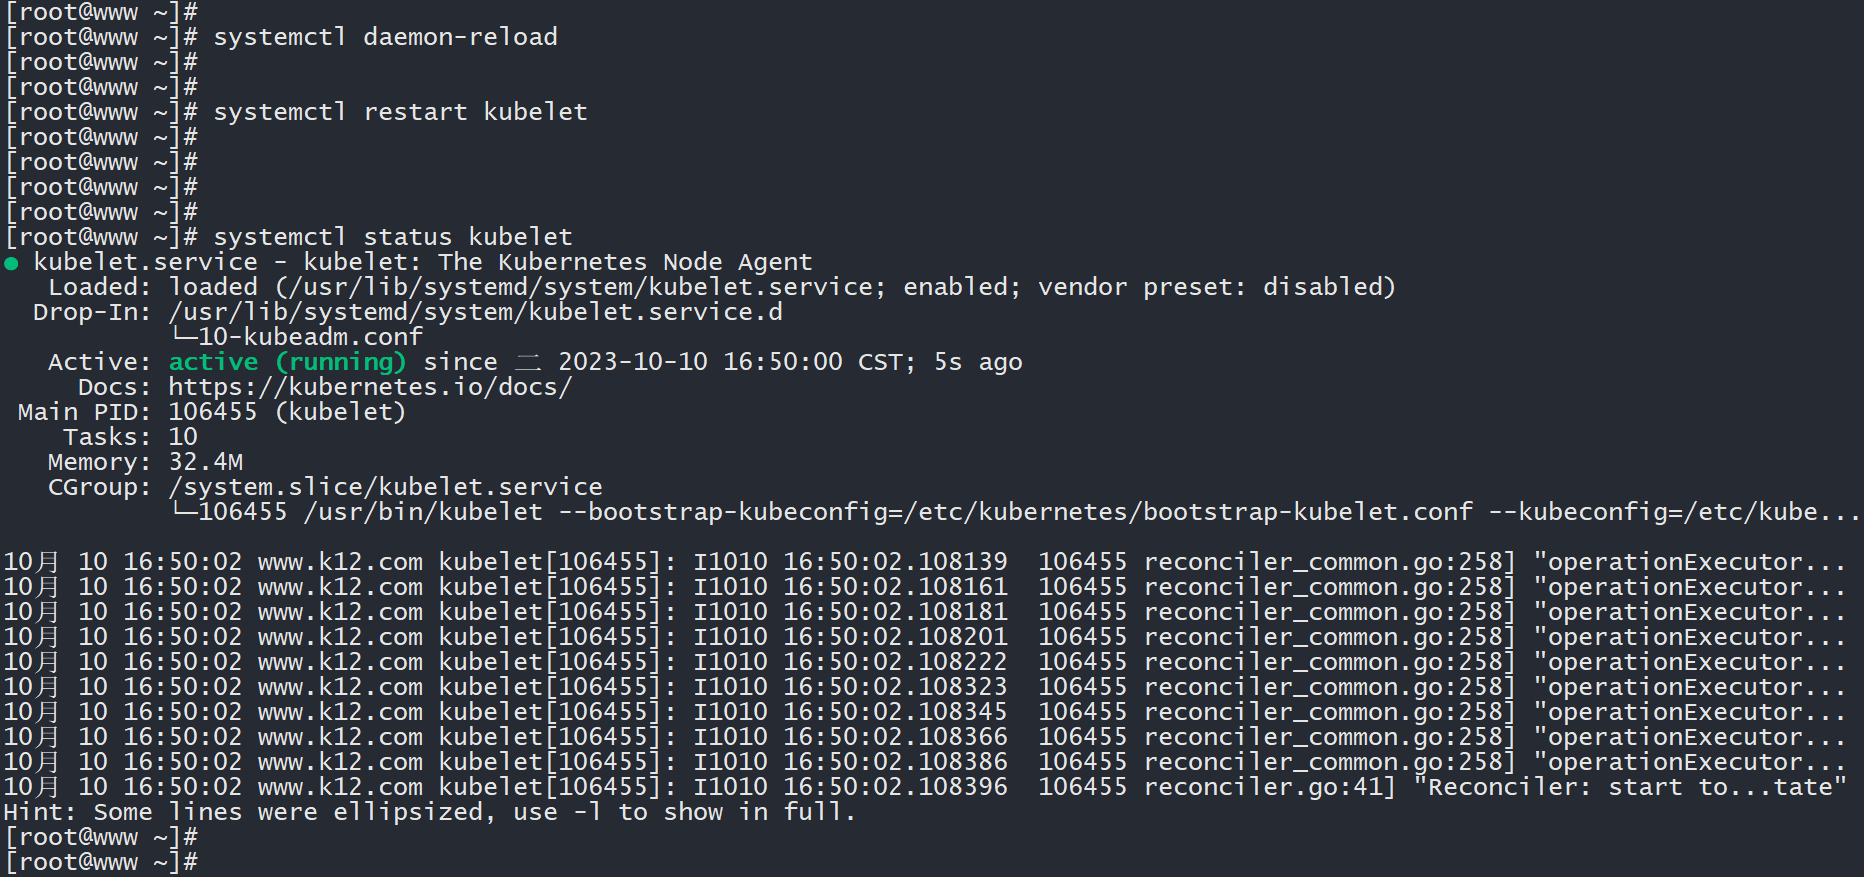 [root@www ~]#
[root@www ~]# systemctl daemon-reload
[root@www ~]#
[root@www ~]#
[root@www ~]# systemctl restart kubelet
[root@www ~]#
[root@www ~]#
[root@www ~]#
[root@www ~]#
[root@www ~]# systemctl status kubelet
● kubelet.service - kubelet: The Kubernetes Node Agent
   Loaded: loaded (/usr/lib/systemd/system/kubelet.service; enabled; vendor preset: disabled)
  Drop-In: /usr/lib/systemd/system/kubelet.service.d
           └─10-kubeadm.conf
   Active: active (running) since 二 2023-10-10 16:50:00 CST; 5s ago
     Docs: https://kubernetes.io/docs/
 Main PID: 106455 (kubelet)
    Tasks: 10
   Memory: 32.4M
   CGroup: /system.slice/kubelet.service
           └─106455 /usr/bin/kubelet --bootstrap-kubeconfig=/etc/kubernetes/bootstrap-kubelet.conf --kubeconfig=/etc/kube...
10月 10 16:50:02 www.k12.com kubelet[106455]: I1010 16:50:02.108139  106455 reconciler_common.go:258] "operationExecutor...
10月 10 16:50:02 www.k12.com kubelet[106455]: I1010 16:50:02.108161  106455 reconciler_common.go:258] "operationExecutor...
10月 10 16:50:02 www.k12.com kubelet[106455]: I1010 16:50:02.108181  106455 reconciler_common.go:258] "operationExecutor...
10月 10 16:50:02 www.k12.com kubelet[106455]: I1010 16:50:02.108201  106455 reconciler_common.go:258] "operationExecutor...
10月 10 16:50:02 www.k12.com kubelet[106455]: I1010 16:50:02.108222  106455 reconciler_common.go:258] "operationExecutor...
10月 10 16:50:02 www.k12.com kubelet[106455]: I1010 16:50:02.108323  106455 reconciler_common.go:258] "operationExecutor...
10月 10 16:50:02 www.k12.com kubelet[106455]: I1010 16:50:02.108345  106455 reconciler_common.go:258] "operationExecutor...
10月 10 16:50:02 www.k12.com kubelet[106455]: I1010 16:50:02.108366  106455 reconciler_common.go:258] "operationExecutor...
10月 10 16:50:02 www.k12.com kubelet[106455]: I1010 16:50:02.108386  106455 reconciler_common.go:258] "operationExecutor...
10月 10 16:50:02 www.k12.com kubelet[106455]: I1010 16:50:02.108396  106455 reconciler.go:41] "Reconciler: start to...tate"
Hint: Some lines were ellipsized, use -l to show in full.
[root@www ~]#
[root@www ~]#